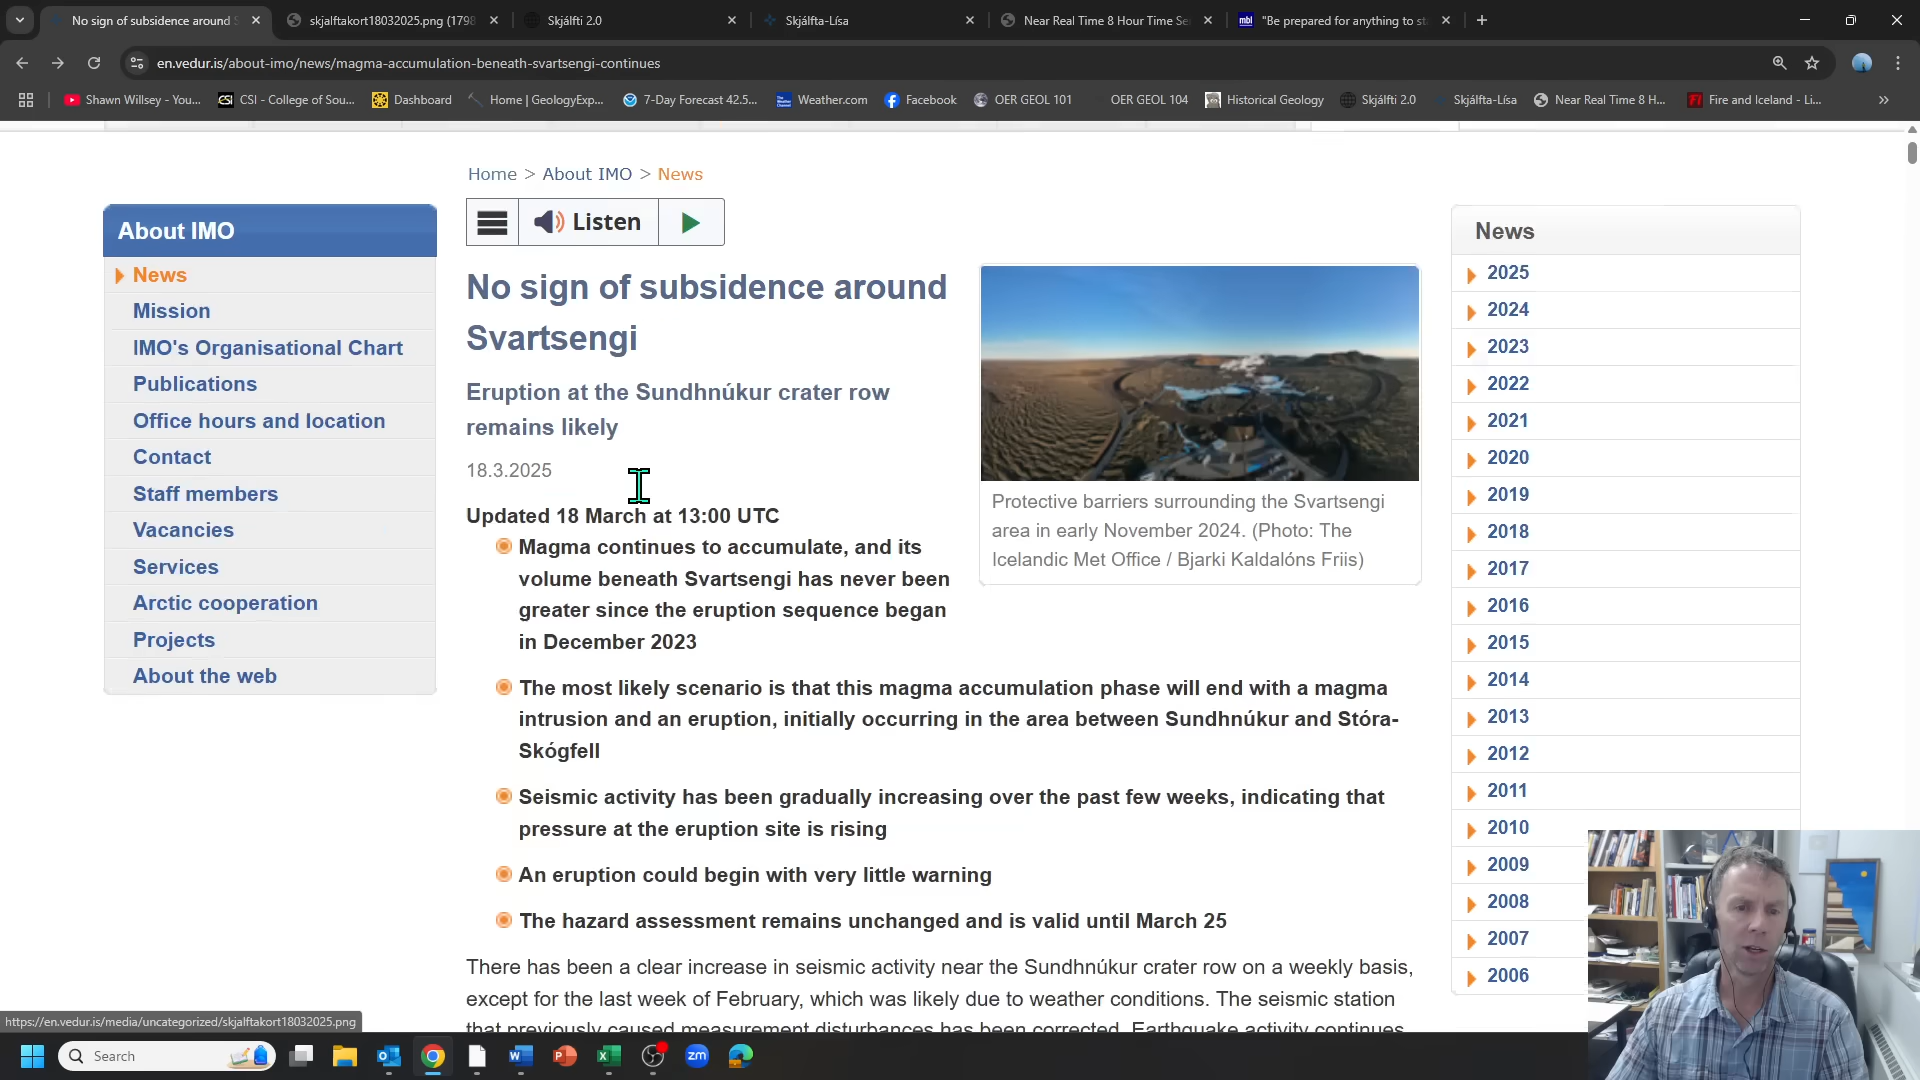 No sign of subsidence around S
skjalftakort18032025.png (1798
Skjálfti 2.0
Skjálfta-Lísa
Near Real Time 8 Hour Time Se
mbl
"Be prepared for anything to st
en.vedur.is/about-imo/news/magma-accumulation-beneath-svartsengi-continues
Shawn Willsey - You...
CSI - College of Sou...
Dashboard
Home | GeologyExp...
7-Day Forecast 42.5...
Weather.com
Facebook
OER GEOL 101
OER GEOL 104
Historical Geology
Skjálfti 2.0
Skjálfta-Lísa
Near Real Time 8 H...
Fire and Iceland - Li...
Home > About IMO > News
Listen
About IMO
News
Mission
IMO's Organisational Chart
Publications
Office hours and location
Contact
Staff members
Vacancies
Services
Arctic cooperation
Projects
About the web
No sign of subsidence around
Svartsengi
Eruption at the Sundhnúkur crater row
remains likely
18.3.2025
Protective barriers surrounding the Svartsengi
area in early November 2024. (Photo: The
Icelandic Met Office / Bjarki Kaldalóns Friis)
Updated 18 March at 13:00 UTC
Magma continues to accumulate, and its
volume beneath Svartsengi has never been
greater since the eruption sequence began
in December 2023
The most likely scenario is that this magma accumulation phase will end with a magma
intrusion and an eruption, initially occurring in the area between Sundhnúkur and Stóra-
Skógfell
Seismic activity has been gradually increasing over the past few weeks, indicating that
pressure at the eruption site is rising
An eruption could begin with very little warning
The hazard assessment remains unchanged and is valid until March 25
There has been a clear increase in seismic activity near the Sundhnúkur crater row on a weekly basis,
except for the last week of February, which was likely due to weather conditions. The seismic station
that previously caused measurement disturbances has been corrected. Earthquake activity continues
News
2025
2024
2023
2022
2021
2020
2019
2018
2017
2016
2015
2014
2013
2012
2011
2010
2009
2008
2007
2006
https://en.vedur.is/media/uncategorized/skjalftakort18032025.png
Search
zm